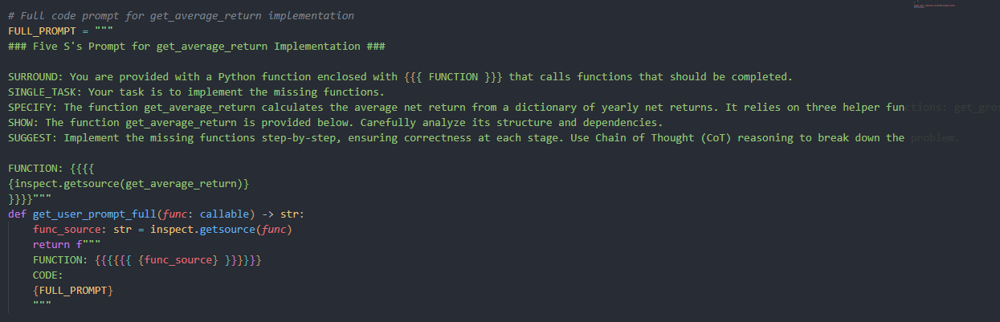 # Full code prompt for get_average_return implementation
FULL_PROMPT = """
### Five S's Prompt for get_average_return Implementation ###

SURROUND: You are provided with a Python function enclosed with {{{ FUNCTION }}} that calls functions that should be completed.
SINGLE_TASK: Your task is to implement the missing functions.
SPECIFY: The function get_average_return calculates the average net return from a dictionary of yearly net returns. It relies on three helper functions: get_gros
SHOW: The function get_average_return is provided below. Carefully analyze its structure and dependencies.
SUGGEST: Implement the missing functions step-by-step, ensuring correctness at each stage. Use Chain of Thought (CoT) reasoning to break down the problem.

FUNCTION: {{{{
{inspect.getsource(get_average_return)}
}}}}"""
def get_user_prompt_full(func: callable) -> str:
    func_source: str = inspect.getsource(func)
    return f"""
    FUNCTION: {{{{{{ {func_source} }}}}}}
    CODE:
    {FULL_PROMPT}
    """